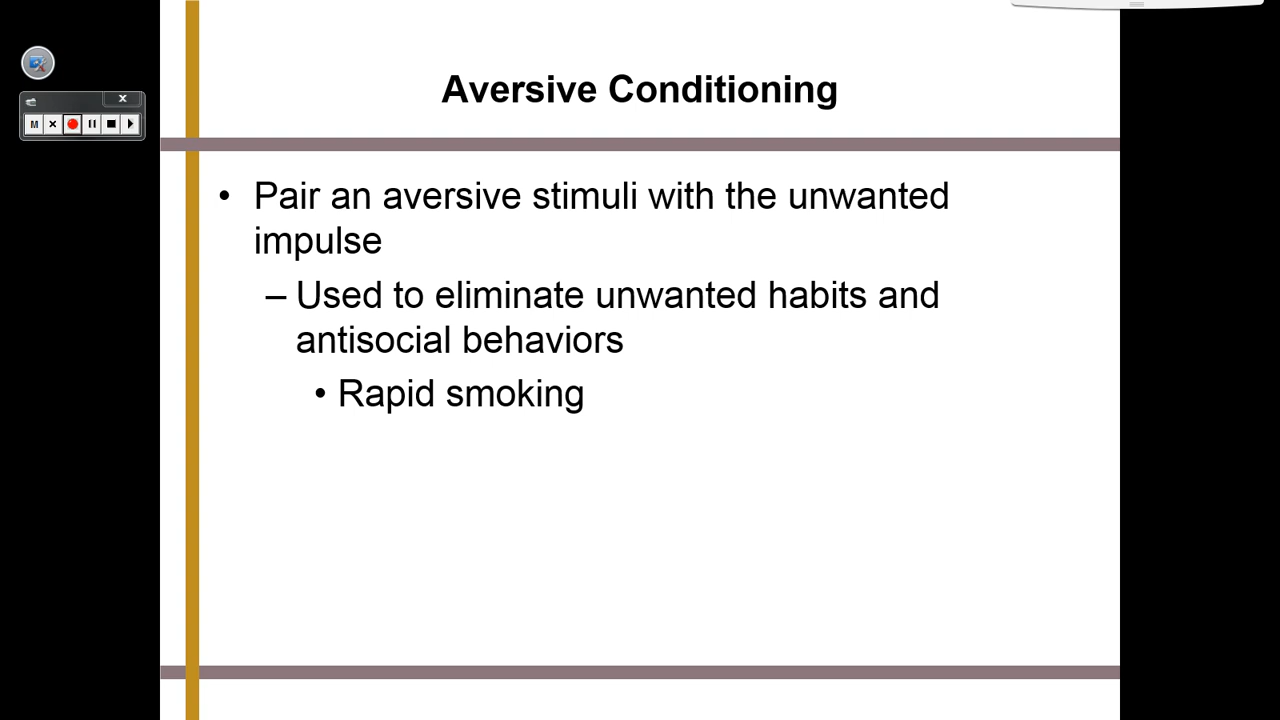 Aversive Conditioning
• Pair an aversive stimuli with the unwanted
impulse
– Used to eliminate unwanted habits and
antisocial behaviors
• Rapid smoking
M